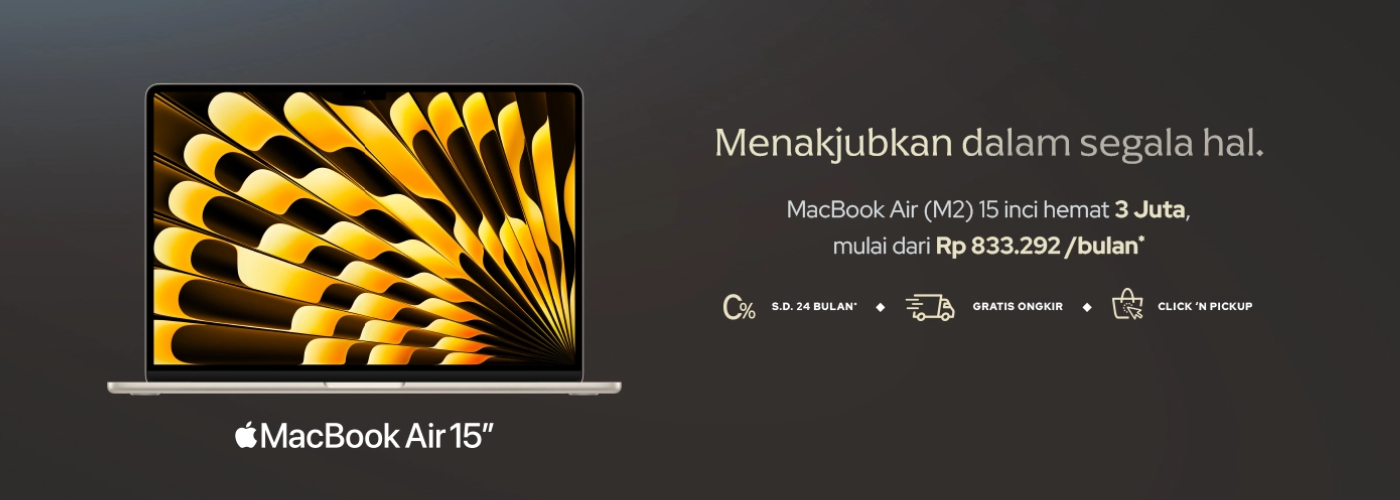 Menakjubkan dalam segala hal.
MacBook Air (M2) 15 inci hemat 3 Juta,
mulai dari Rp 833.292 /bulan*
C% S.D. 24 BULAN* ◆ GRATIS ONGKIR ◆ CLICK ‘N PICKUP
MacBook Air 15”